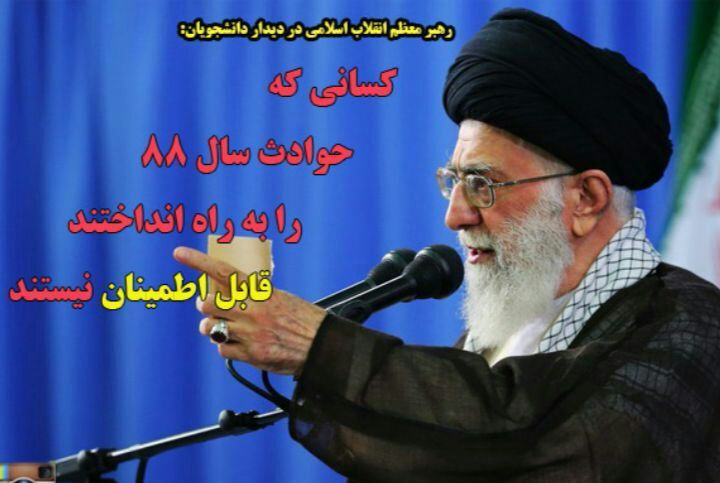 رهبر معظم انقلاب اسلامی در دیدار دانشجویان:
کسانی که
حوادث سال ۸۸
را به راه انداختند
قابل اطمینان نیستند